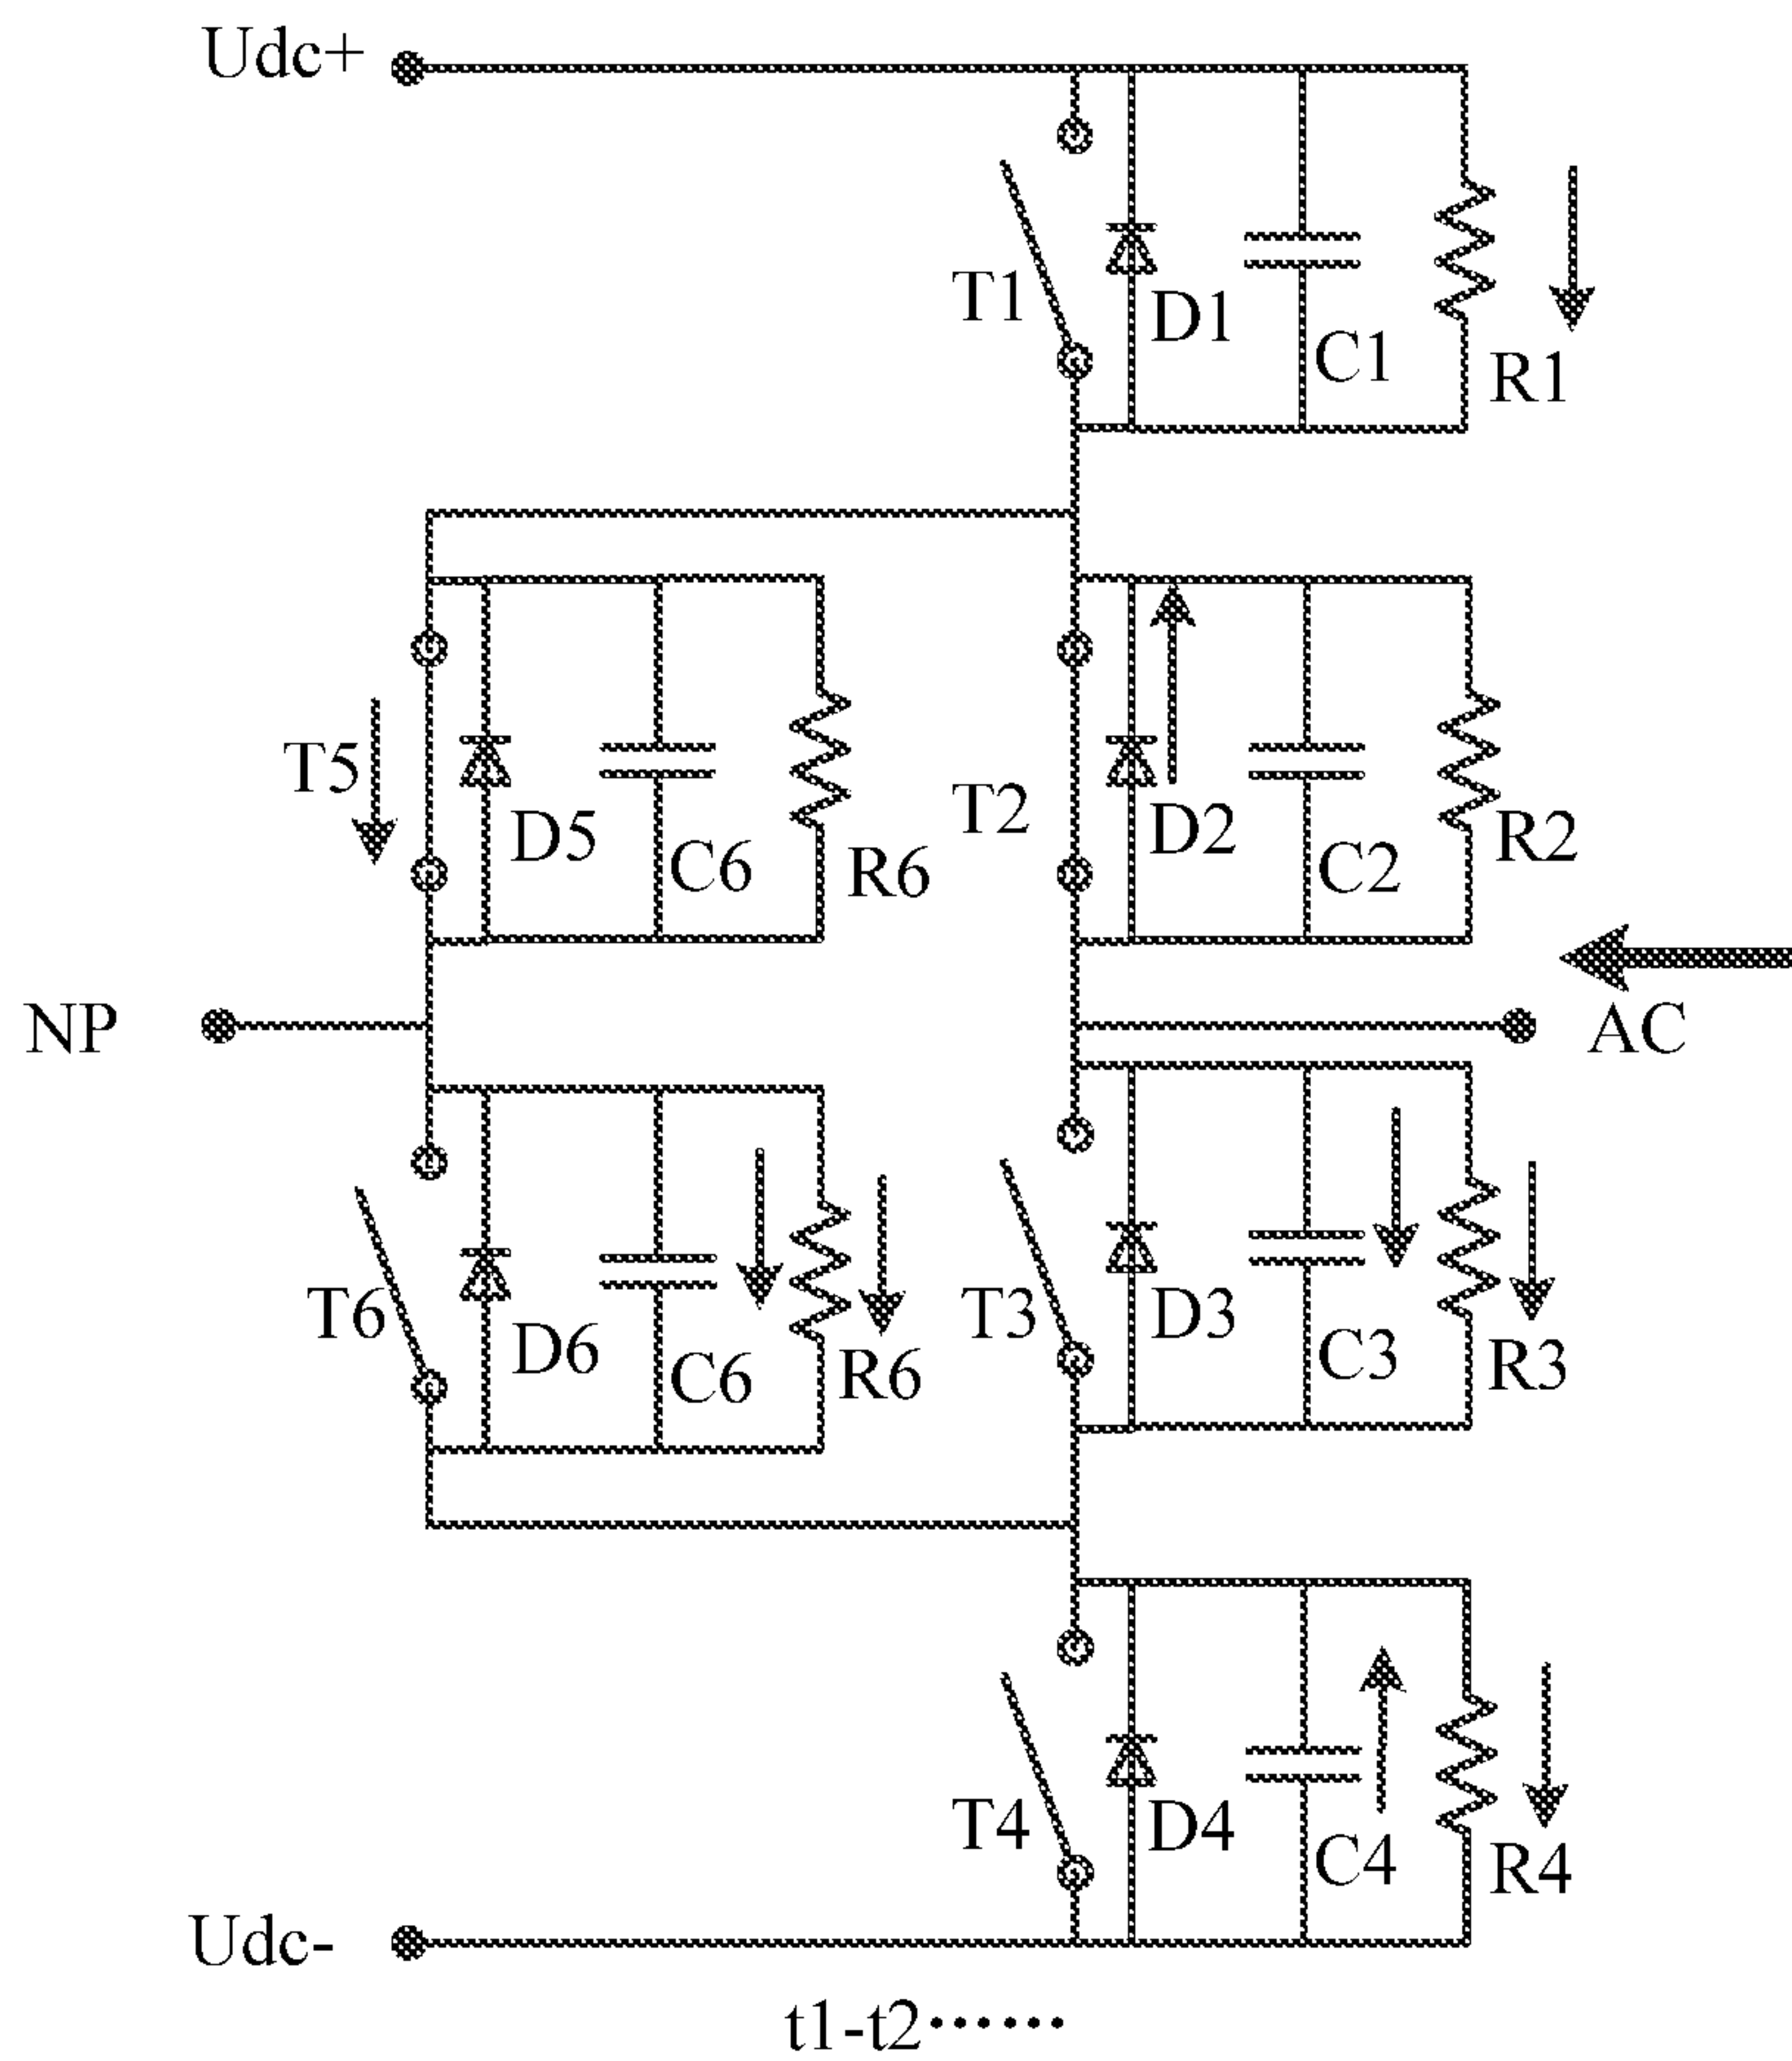 Udc+
T1
D1
C1
R1
T5
D5
C6
R6
T2
D2
C2
R2
NP
AC
T6
D6
C6
R6
T3
D3
C3
R3
T4
D4
C4
R4
Udc-
t1-t2······